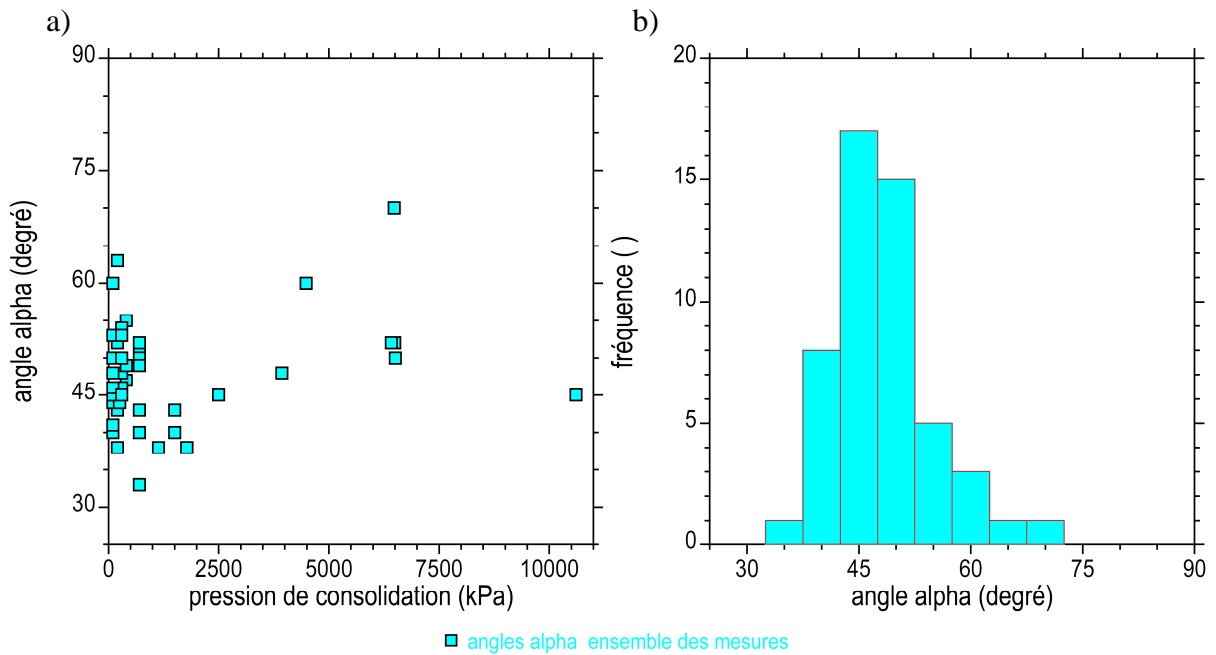 a)
90
75
60
45
30
angle alpha (degré)
0 2500 5000 7500 10000
pression de consolidation (kPa)
b)
20
15
10
5
0
fréquence ( )
30 45 60 75 90
angle alpha (degré)
angles alpha ensemble des mesures